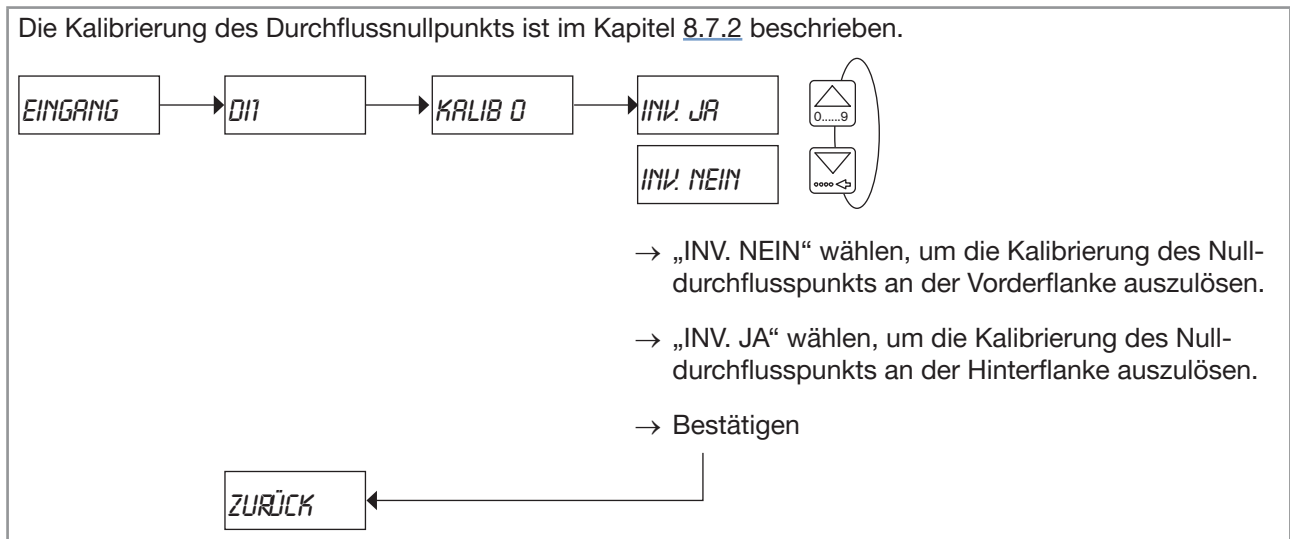 Die Kalibrierung des Durchflussnullpunkts ist im Kapitel 8.7.2 beschrieben.
EINGANG
DI1
KALIB 0
INV. JA
0......9
INV. NEIN
→ „INV. NEIN“ wählen, um die Kalibrierung des Null-
durchflusspunkts an der Vorderflanke auszulösen.
→ „INV. JA“ wählen, um die Kalibrierung des Null-
durchflusspunkts an der Hinterflanke auszulösen.
→ Bestätigen
ZURÜCK